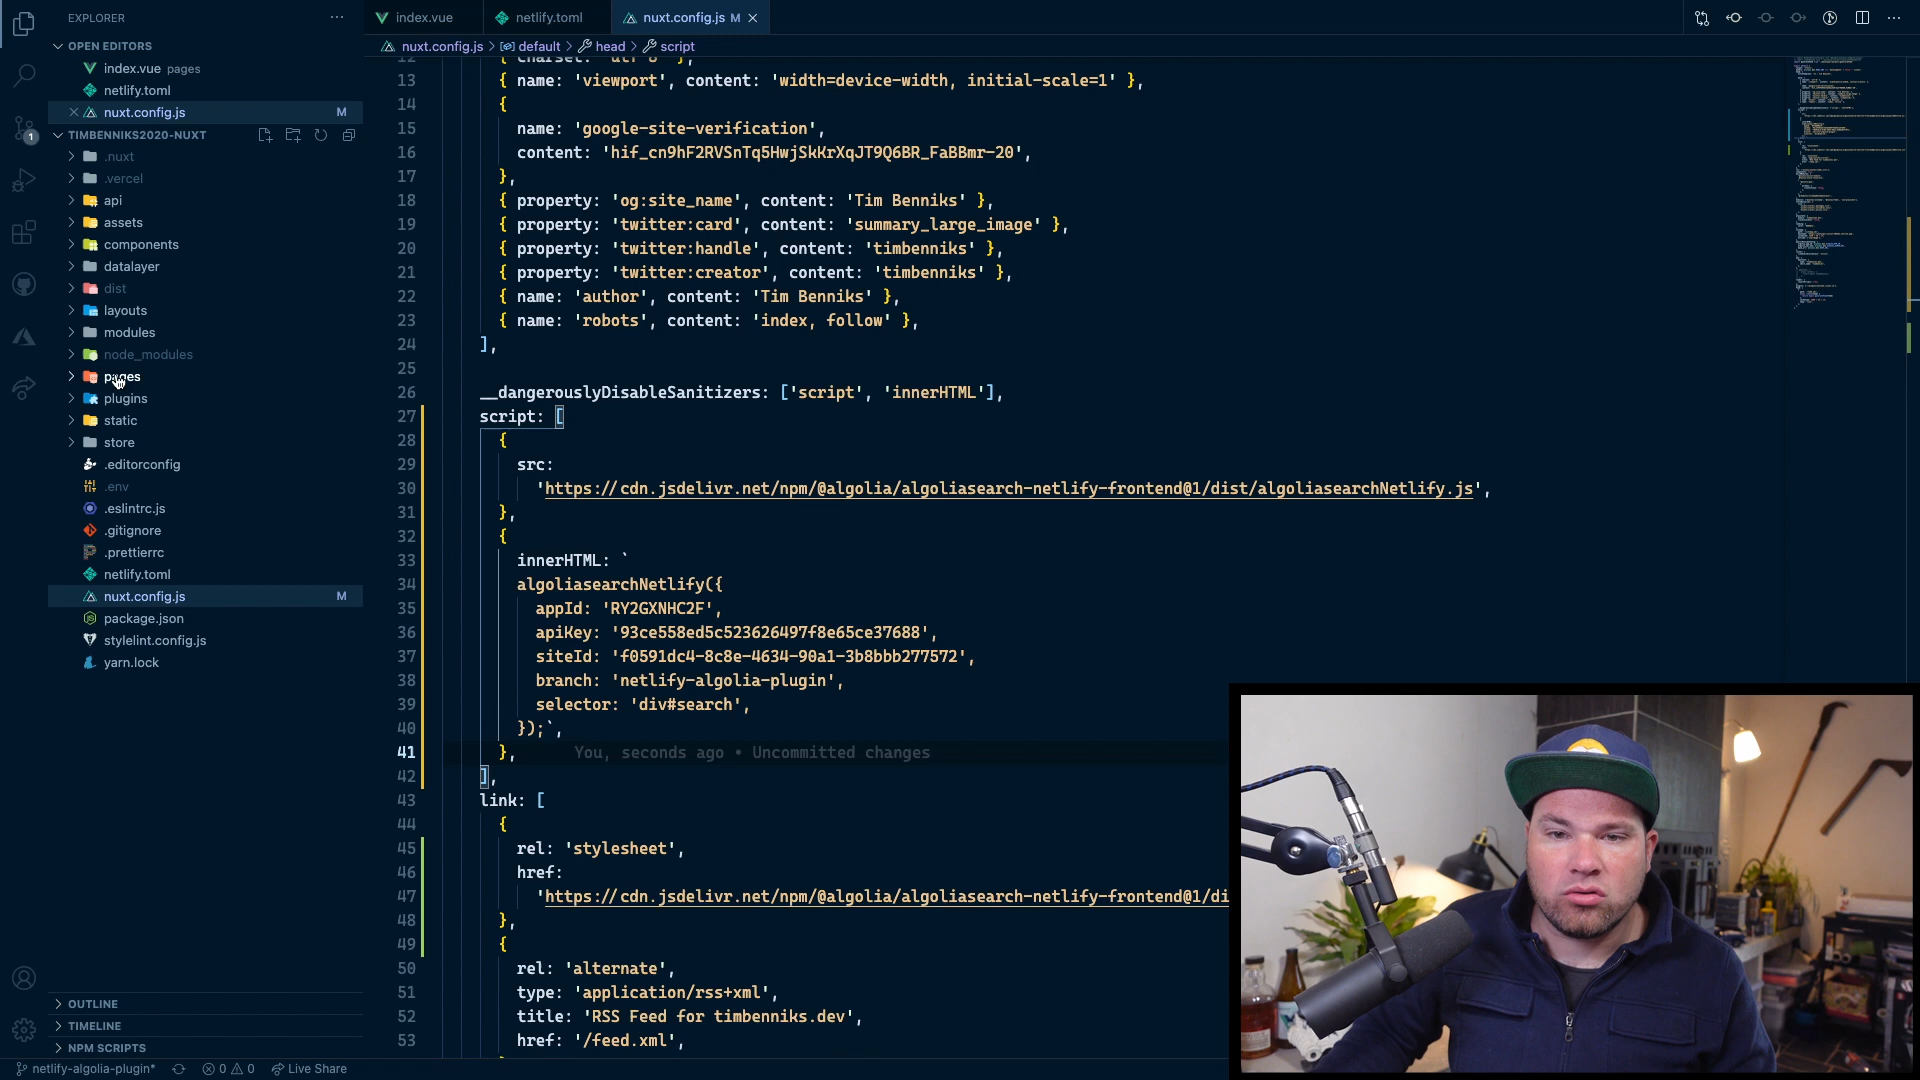 EXPLORER
OPEN EDITORS
index.vue pages
netlify.toml
nuxt.config.js M
TIMBENNIKS2020-NUXT
.nuxt
.vercel
api
assets
components
datalayer
dist
layouts
modules
node_modules
pages
plugins
static
store
.editorconfig
.env
.eslintrc.js
.gitignore
.prettierrc
netlify.toml
nuxt.config.js M
package.json
stylelint.config.js
yarn.lock
OUTLINE
TIMELINE
NPM SCRIPTS
1
index.vue
netlify.toml
nuxt.config.js M
nuxt.config.js > default > head > script
12 { charset: 'utf-8' },
13 { name: 'viewport', content: 'width=device-width, initial-scale=1' },
14 {
15 name: 'google-site-verification',
16 content: 'hif_cn9hF2RVSnTq5HwjSkKrXqJT9Q6BR_FaBBmr-20',
17 },
18 { property: 'og:site_name', content: 'Tim Benniks' },
19 { property: 'twitter:card', content: 'summary_large_image' },
20 { property: 'twitter:handle', content: 'timbenniks' },
21 { property: 'twitter:creator', content: 'timbenniks' },
22 { name: 'author', content: 'Tim Benniks' },
23 { name: 'robots', content: 'index, follow' },
24 ],
25
26 __dangerouslyDisableSanitizers: ['script', 'innerHTML'],
27 script: [
28 {
29 src:
30 'https://cdn.jsdelivr.net/npm/@algolia/algoliasearch-netlify-frontend@1/dist/algoliasearchNetlify.js',
31 },
32 {
33 innerHTML: `
34 algoliasearchNetlify({
35 appId: 'RY2GXNHC2F',
36 apiKey: '93ce558ed5c523626497f8e65ce37688',
37 siteId: 'f0591dc4-8c8e-4634-90a1-3b8bbb277572',
38 branch: 'netlify-algolia-plugin',
39 selector: 'div#search',
40 });`,
41 }, You, seconds ago • Uncommitted changes
42 ],
43 link: [
44 {
45 rel: 'stylesheet',
46 href:
47 'https://cdn.jsdelivr.net/npm/@algolia/algoliasearch-netlify-frontend@1/di
48 },
49 {
50 rel: 'alternate',
51 type: 'application/rss+xml',
52 title: 'RSS Feed for timbenniks.dev',
53 href: '/feed.xml',
netlify-algolia-plugin* 0 0 Live Share